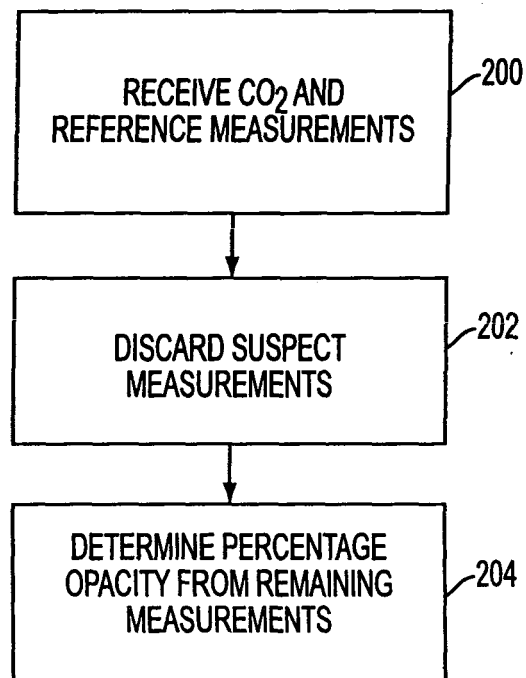 RECEIVE CO2 AND
REFERENCE MEASUREMENTS
200
DISCARD SUSPECT
MEASUREMENTS
202
DETERMINE PERCENTAGE
OPACITY FROM REMAINING
MEASUREMENTS
204